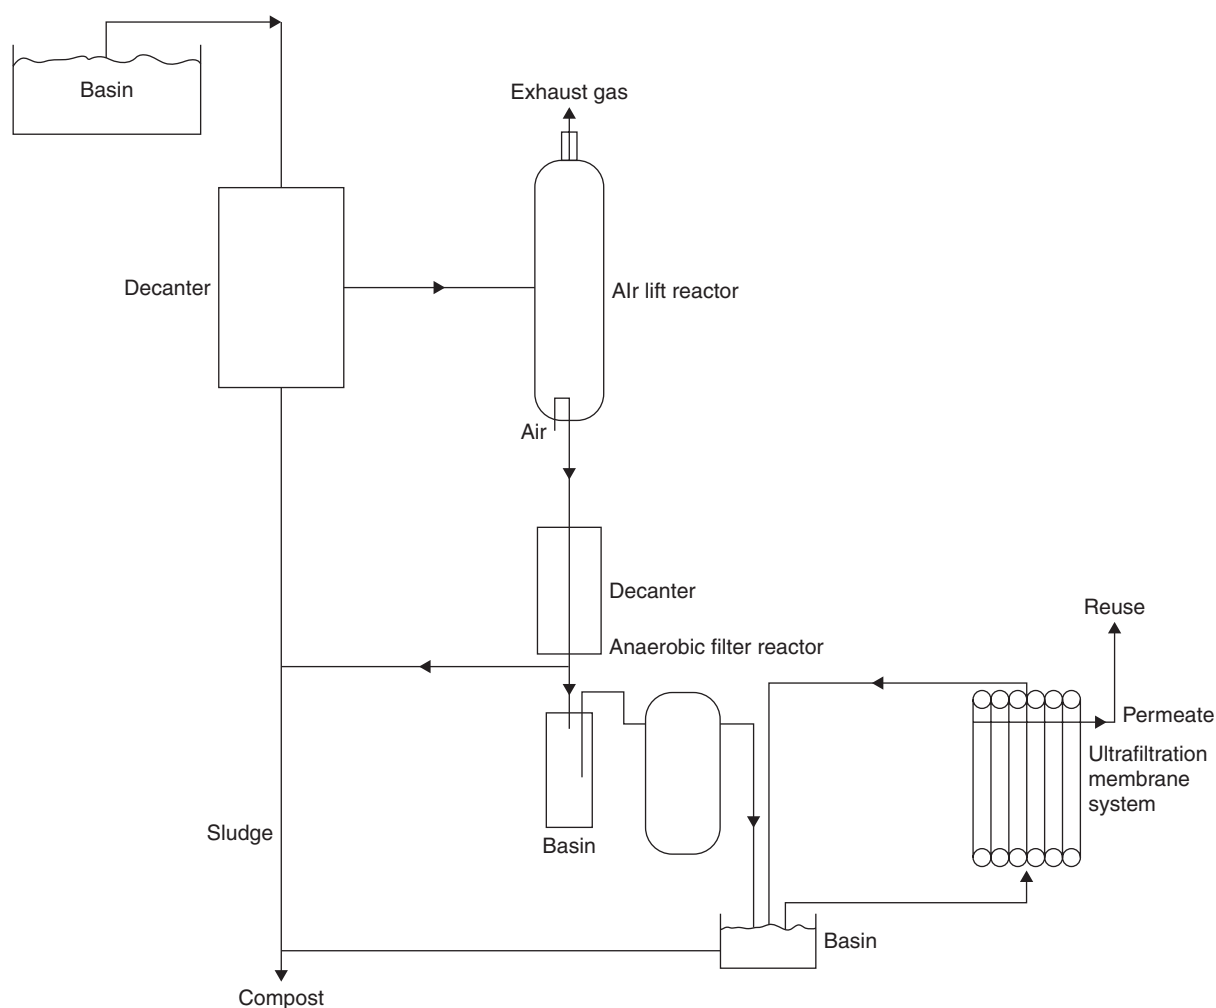 Basin
Exhaust gas
Decanter
AIr lift reactor
Air
Decanter
Anaerobic filter reactor
Reuse
Permeate
Ultrafiltration
membrane
system
Sludge
Basin
Basin
Compost